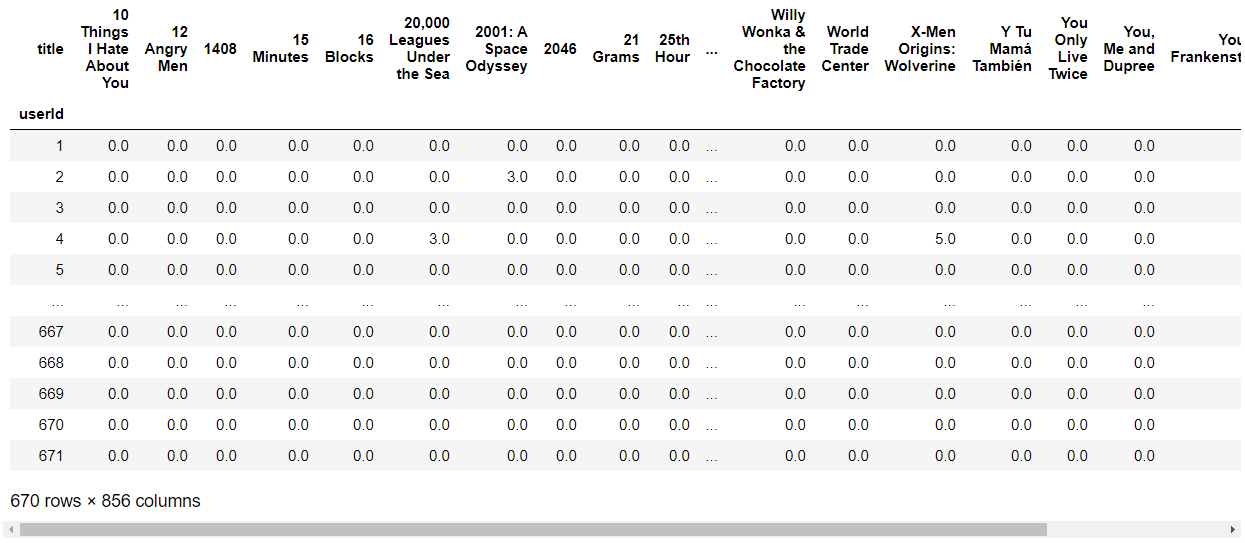 title 10 Things I Hate About You 12 Angry Men 1408 15 Minutes 16 Blocks 20,000 Leagues Under the Sea 2001: A Space Odyssey 2046 21 Grams 25th Hour ... Willy Wonka & the Chocolate Factory World Trade Center X-Men Origins: Wolverine Y Tu Mamá También You Only Live Twice You, Me and Dupree You Frankenst
userId
1 0.0 0.0 0.0 0.0 0.0 0.0 0.0 0.0 0.0 0.0 ... 0.0 0.0 0.0 0.0 0.0 0.0
2 0.0 0.0 0.0 0.0 0.0 0.0 3.0 0.0 0.0 0.0 ... 0.0 0.0 0.0 0.0 0.0 0.0
3 0.0 0.0 0.0 0.0 0.0 0.0 0.0 0.0 0.0 0.0 ... 0.0 0.0 0.0 0.0 0.0 0.0
4 0.0 0.0 0.0 0.0 0.0 3.0 0.0 0.0 0.0 0.0 ... 0.0 0.0 5.0 0.0 0.0 0.0
5 0.0 0.0 0.0 0.0 0.0 0.0 0.0 0.0 0.0 0.0 ... 0.0 0.0 0.0 0.0 0.0 0.0
... ... ... ... ... ... ... ... ... ... ... ... ... ... ... ... ... ...
667 0.0 0.0 0.0 0.0 0.0 0.0 0.0 0.0 0.0 0.0 ... 0.0 0.0 0.0 0.0 0.0 0.0
668 0.0 0.0 0.0 0.0 0.0 0.0 0.0 0.0 0.0 0.0 ... 0.0 0.0 0.0 0.0 0.0 0.0
669 0.0 0.0 0.0 0.0 0.0 0.0 0.0 0.0 0.0 0.0 ... 0.0 0.0 0.0 0.0 0.0 0.0
670 0.0 0.0 0.0 0.0 0.0 0.0 0.0 0.0 0.0 0.0 ... 0.0 0.0 0.0 0.0 0.0 0.0
671 0.0 0.0 0.0 0.0 0.0 0.0 0.0 0.0 0.0 0.0 ... 0.0 0.0 0.0 0.0 0.0 0.0
670 rows × 856 columns